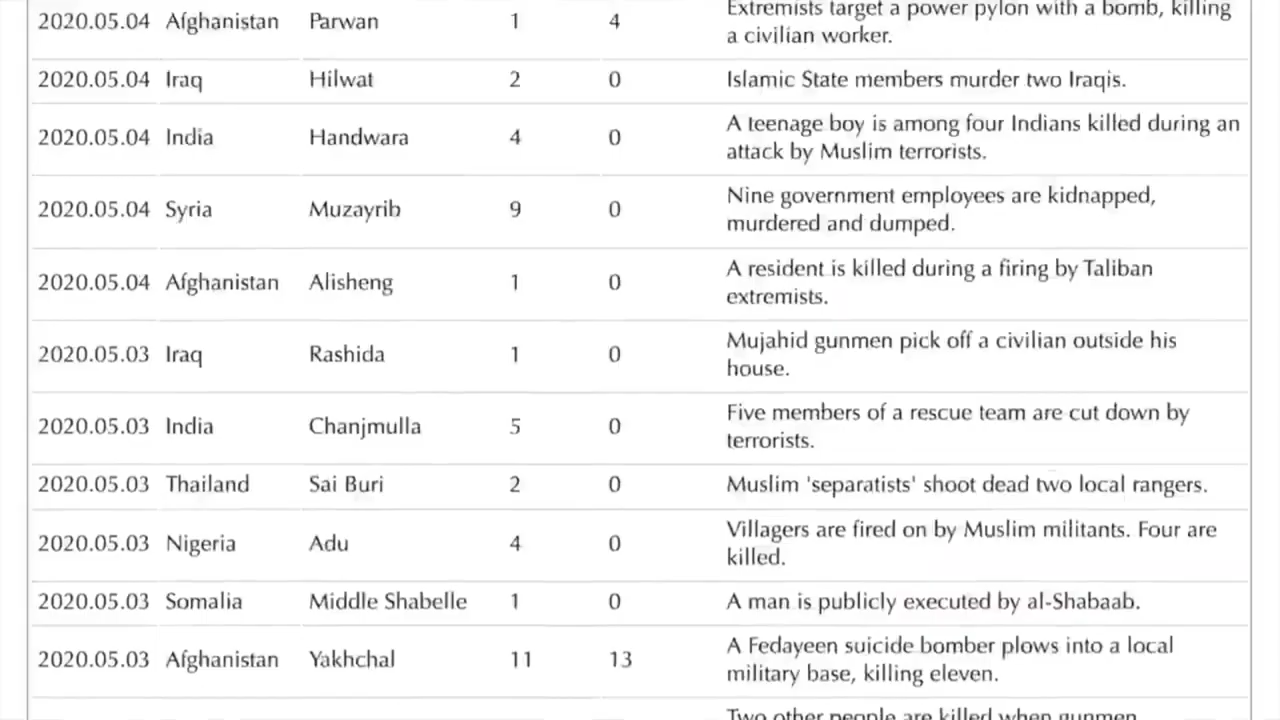 Extremists target a power pylon with a bomb, killing
2020.05.04 Afghanistan Parwan 1 4
a civilian worker.
2020.05.04 Iraq Hilwat 2 0 Islamic State members murder two Iraqis.
A teenage boy is among four Indians killed during an
2020.05.04 India Handwara 4 0
attack by Muslim terrorists.
Nine government employees are kidnapped,
2020.05.04 Syria Muzayrib 9 0
murdered and dumped.
A resident is killed during a firing by Taliban
2020.05.04 Afghanistan Alisheng 1 0
extremists.
Mujahid gunmen pick off a civilian outside his
2020.05.03 Iraq Rashida 1 0
house.
Five members of a rescue team are cut down by
2020.05.03 India Chanjmulla 5 0
terrorists.
2020.05.03 Thailand Sai Buri 2 0 Muslim 'separatists' shoot dead two local rangers.
Villagers are fired on by Muslim militants. Four are
2020.05.03 Nigeria Adu 4 0
killed.
2020.05.03 Somalia Middle Shabelle 1 0 A man is publicly executed by al-Shabaab.
A Fedayeen suicide bomber plows into a local
2020.05.03 Afghanistan Yakhchal 11 13
military base, killing eleven.
Two other people are killed when gunmen